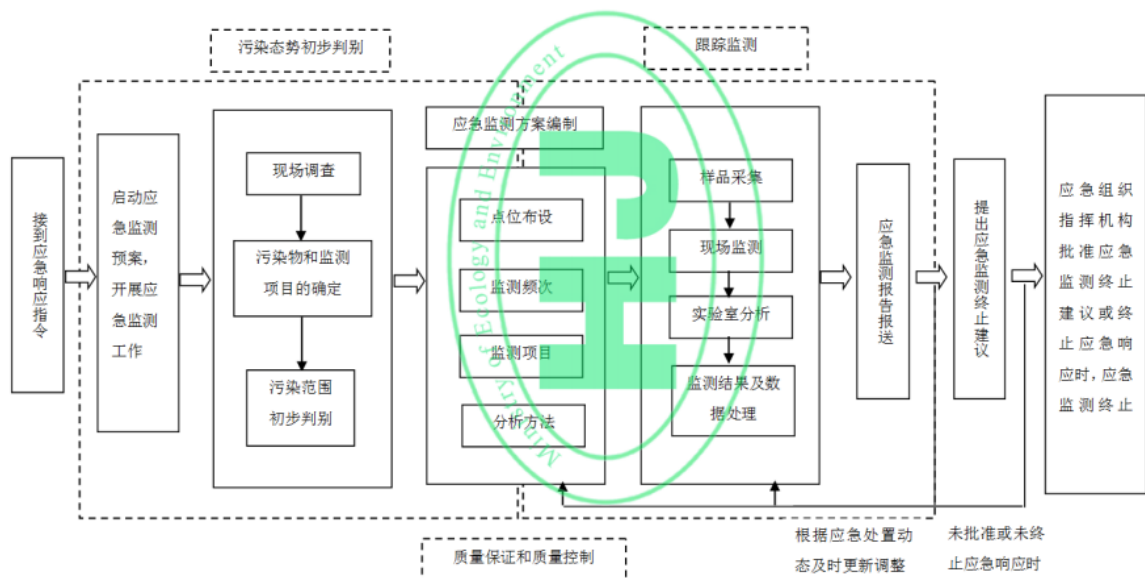 污染态势初步判别
跟踪监测
接到应急响应指令
启动应
急监测
预案，
开展应
急监测
工作
现场调查
污染物和监测
项目的确定
污染范围
初步判别
应急监测方案编制
点位布设
监测频次
监测项目
分析方法
样品采集
现场监测
实验室分析
监测结果及数
据处理
应急监测报告报送
提出应急监测终止建议
应急组织
指挥机构
批准应急
监测终止
建议或终
止应急响
应时，应急
监测终止
根据应急处置动
态及时更新调整
未批准或未终
止应急响应时
质量保证和质量控制
Ministry of Ecology and Environment